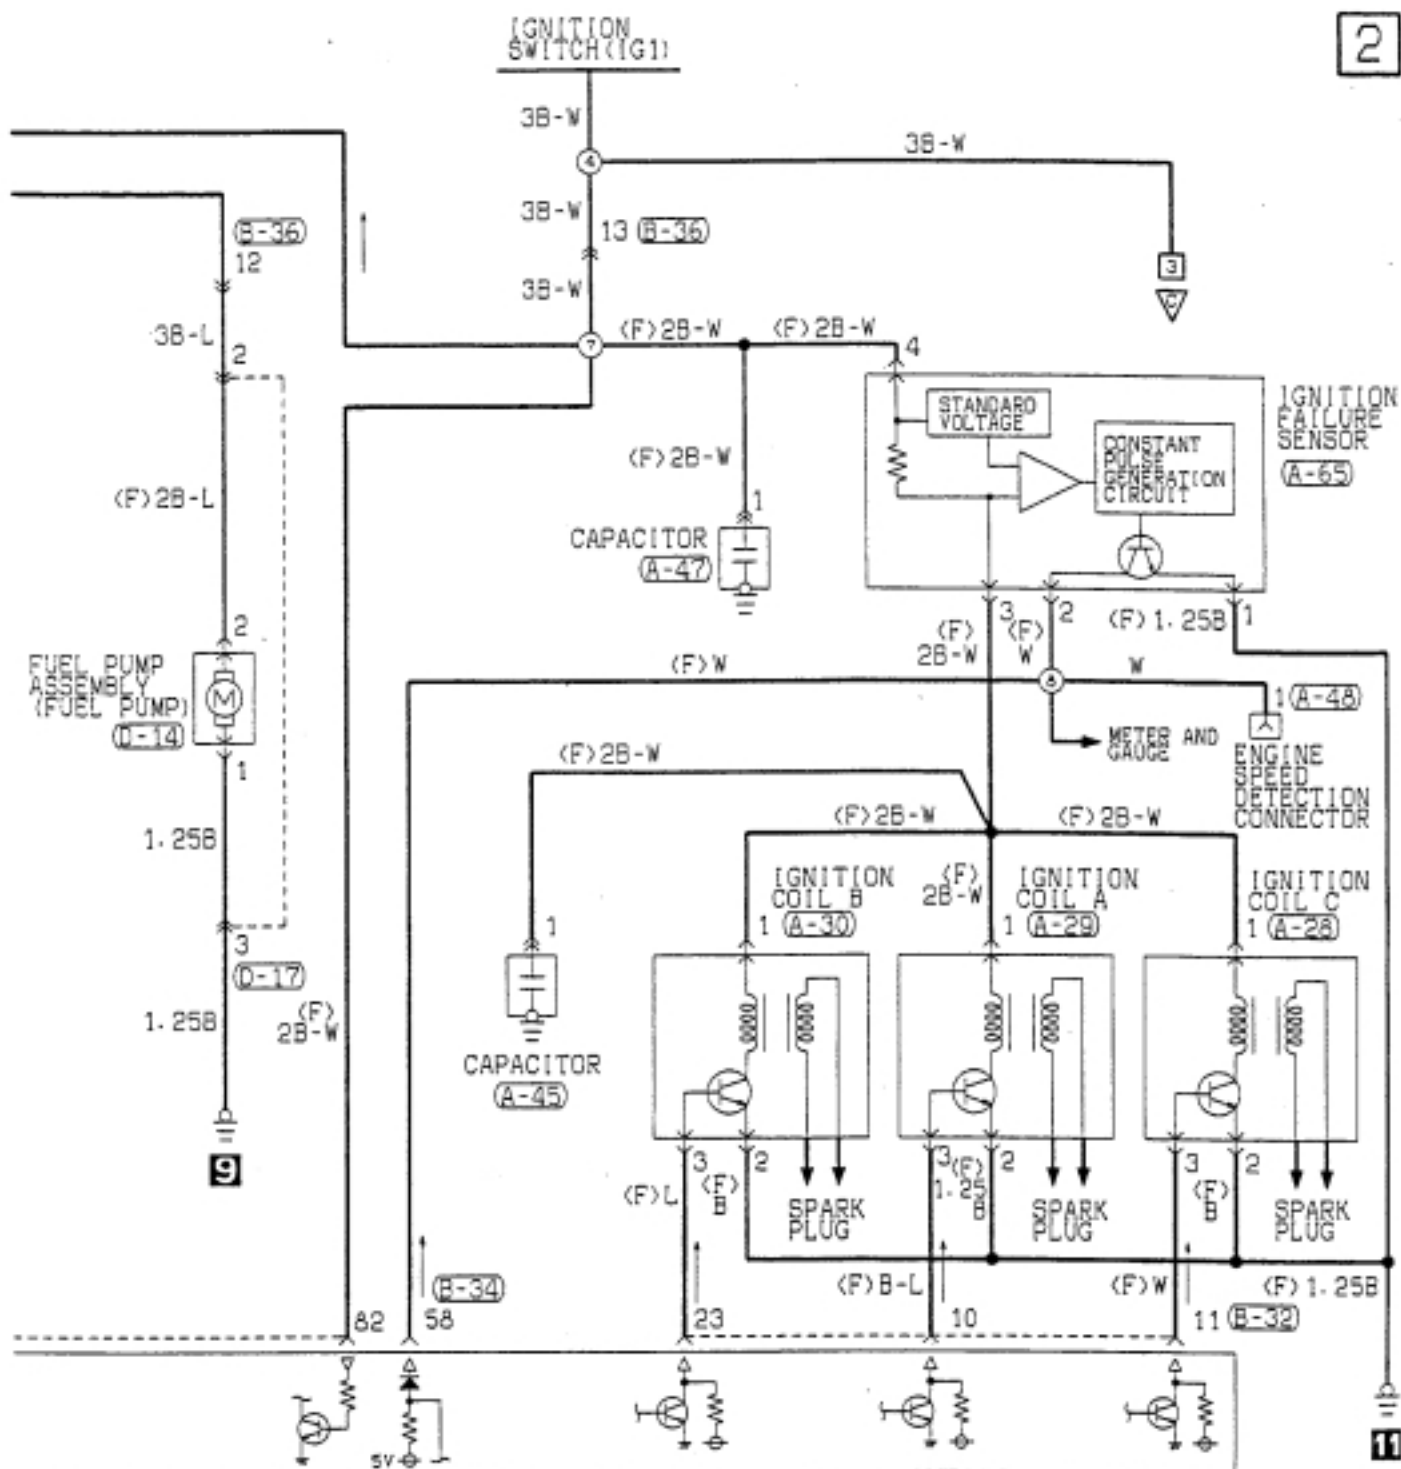 IGNITION
SWITCH(IG1)
2
3B-W
4
3B-W
3B-W
13 (B-36)
(B-36)
12
3B-W
3
C
3B-L
2
7
(F)2B-W
(F)2B-W
4
STANDARD
VOLTAGE
CONSTANT
PULSE
GENERATION
CIRCUIT
IGNITION
FAILURE
SENSOR
(A-65)
(F)2B-W
(F)2B-L
1
CAPACITOR
(A-47)
3
2
(F)1.25B
1
(F)
2B-W
(F)
W
2
FUEL PUMP
ASSEMBLY
(FUEL PUMP)
(D-14)
M
1
(F)W
8
W
1 (A-48)
METER AND
GAUGE
ENGINE
SPEED
DETECTION
CONNECTOR
(F)2B-W
1.25B
(F)2B-W
(F)2B-W
(F)
2B-W
IGNITION
COIL B
1 (A-30)
IGNITION
COIL A
1 (A-29)
IGNITION
COIL C
1 (A-28)
3
(D-17)
1
CAPACITOR
(A-45)
1.25B
(F)
2B-W
9
3
2
(F)L
(F)
B
SPARK
PLUG
3
2
(F)
1.25
B
SPARK
PLUG
3
2
(F)
B
SPARK
PLUG
(F)B-L
(F)W
(F)1.25B
82
58
(B-34)
23
10
11 (B-32)
5V
11